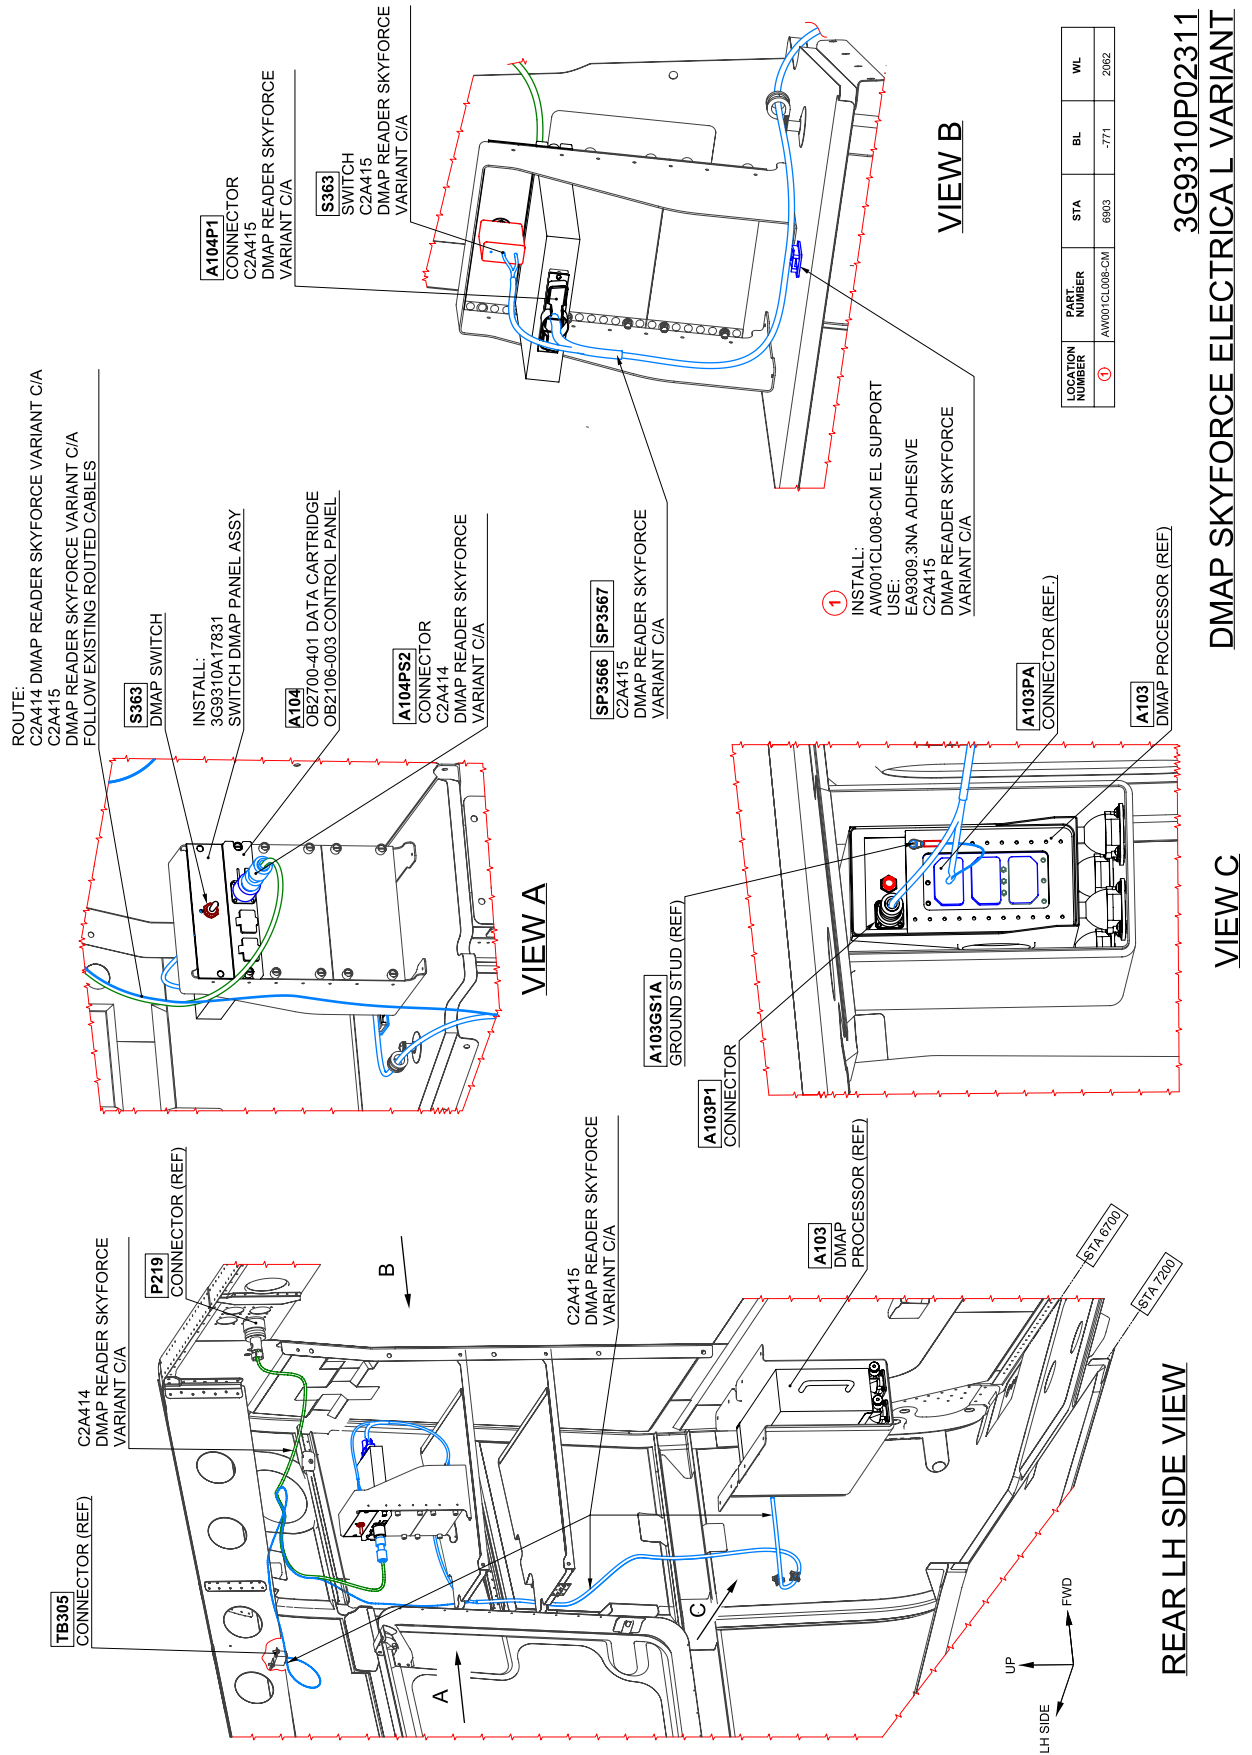 TB305
CONNECTOR (REF)
C2A414
DMAP READER SKYFORCE
VARIANT C/A
P219
CONNECTOR (REF)
B
A
C
C2A415
DMAP READER SKYFORCE
VARIANT C/A
A103
DMAP
PROCESSOR (REF)
STA 6700
STA 7200
UP
FWD
LH SIDE
REAR LH SIDE VIEW
ROUTE:
C2A414 DMAP READER SKYFORCE VARIANT C/A
C2A415
DMAP READER SKYFORCE VARIANT C/A
FOLLOW EXISTING ROUTED CABLES
S363
DMAP SWITCH
INSTALL:
3G9310A17831
SWITCH DMAP PANEL ASSY
A104
OB2700-401 DATA CARTRIDGE
OB2106-003 CONTROL PANEL
A104PS2
CONNECTOR
C2A414
DMAP READER SKYFORCE
VARIANT C/A
VIEW A
A104P1
CONNECTOR
C2A415
DMAP READER SKYFORCE
VARIANT C/A
S363
SWITCH
C2A415
DMAP READER SKYFORCE
VARIANT C/A
SP3566 SP3567
C2A415
DMAP READER SKYFORCE
VARIANT C/A
1
INSTALL:
AW001CL008-CM EL SUPPORT
USE:
EA9309.3NA ADHESIVE
C2A415
DMAP READER SKYFORCE
VARIANT C/A
VIEW B
A103GS1A
GROUND STUD (REF)
A103P1
CONNECTOR
A103PA
CONNECTOR (REF.)
A103
DMAP PROCESSOR (REF)
VIEW C
LOCATION NUMBER PART. NUMBER STA BL WL
1 AW001CL008-CM 6903 -771 2062
3G9310P02311
DMAP SKYFORCE ELECTRICA L VARIANT